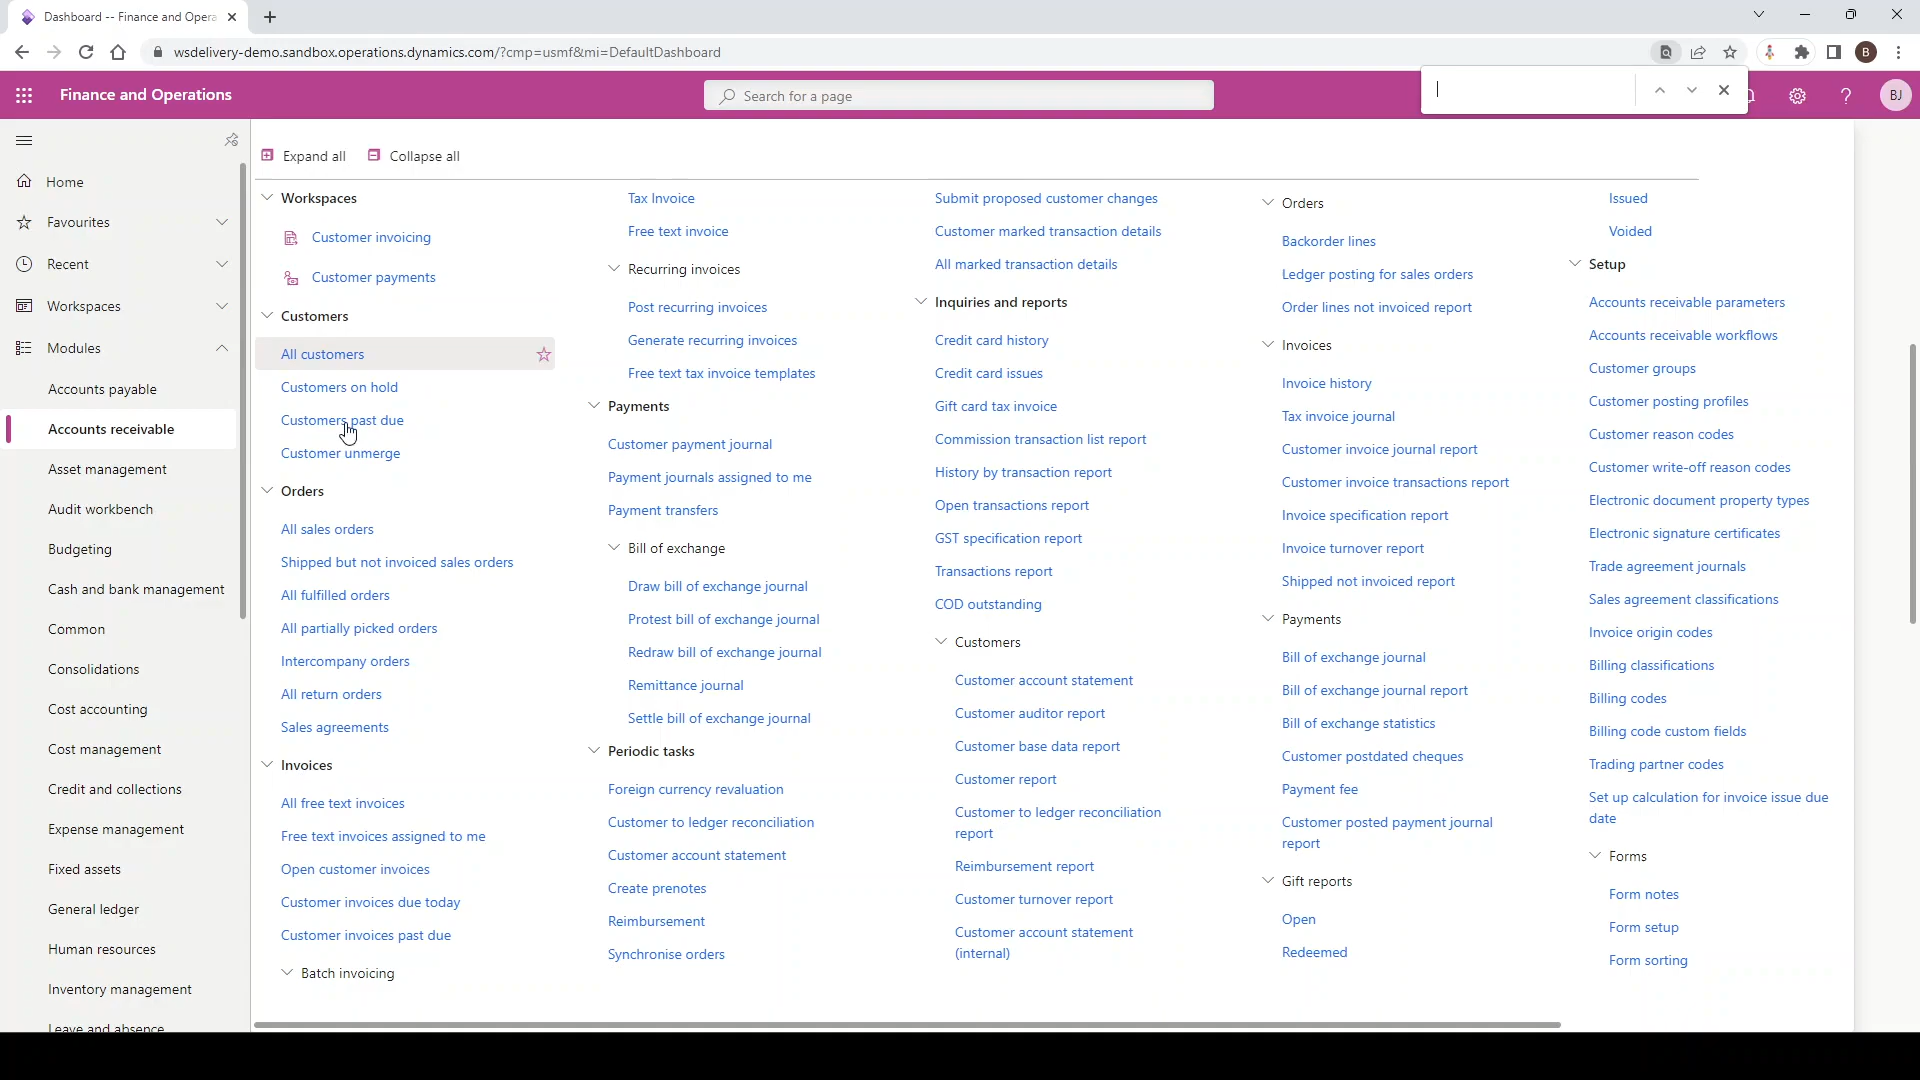 Dashboard -- Finance and Opera
wsdelivery-demo.sandbox.operations.dynamics.com/?cmp=usmf&mi=DefaultDashboard
B
Finance and Operations
Search for a page
BJ
Home
Favourites
Recent
Workspaces
Modules
Accounts payable
Accounts receivable
Asset management
Audit workbench
Budgeting
Cash and bank management
Common
Consolidations
Cost accounting
Cost management
Credit and collections
Expense management
Fixed assets
General ledger
Human resources
Inventory management
Leave and absence
Expand all
Collapse all
Workspaces
Customer invoicing
Customer payments
Customers
All customers
Customers on hold
Customers past due
Customer unmerge
Orders
All sales orders
Shipped but not invoiced sales orders
All fulfilled orders
All partially picked orders
Intercompany orders
All return orders
Sales agreements
Invoices
All free text invoices
Free text invoices assigned to me
Open customer invoices
Customer invoices due today
Customer invoices past due
Batch invoicing
Tax Invoice
Free text invoice
Recurring invoices
Post recurring invoices
Generate recurring invoices
Free text tax invoice templates
Payments
Customer payment journal
Payment journals assigned to me
Payment transfers
Bill of exchange
Draw bill of exchange journal
Protest bill of exchange journal
Redraw bill of exchange journal
Remittance journal
Settle bill of exchange journal
Periodic tasks
Foreign currency revaluation
Customer to ledger reconciliation
Customer account statement
Create prenotes
Reimbursement
Synchronise orders
Submit proposed customer changes
Customer marked transaction details
All marked transaction details
Inquiries and reports
Credit card history
Credit card issues
Gift card tax invoice
Commission transaction list report
History by transaction report
Open transactions report
GST specification report
Transactions report
COD outstanding
Customers
Customer account statement
Customer auditor report
Customer base data report
Customer report
Customer to ledger reconciliation
report
Reimbursement report
Customer turnover report
Customer account statement
(internal)
Orders
Backorder lines
Ledger posting for sales orders
Order lines not invoiced report
Invoices
Invoice history
Tax invoice journal
Customer invoice journal report
Customer invoice transactions report
Invoice specification report
Invoice turnover report
Shipped not invoiced report
Payments
Bill of exchange journal
Bill of exchange journal report
Bill of exchange statistics
Customer postdated cheques
Payment fee
Customer posted payment journal
report
Gift reports
Open
Redeemed
Issued
Voided
Setup
Accounts receivable parameters
Accounts receivable workflows
Customer groups
Customer posting profiles
Customer reason codes
Customer write-off reason codes
Electronic document property types
Electronic signature certificates
Trade agreement journals
Sales agreement classifications
Invoice origin codes
Billing classifications
Billing codes
Billing code custom fields
Trading partner codes
Set up calculation for invoice issue due
date
Forms
Form notes
Form setup
Form sorting